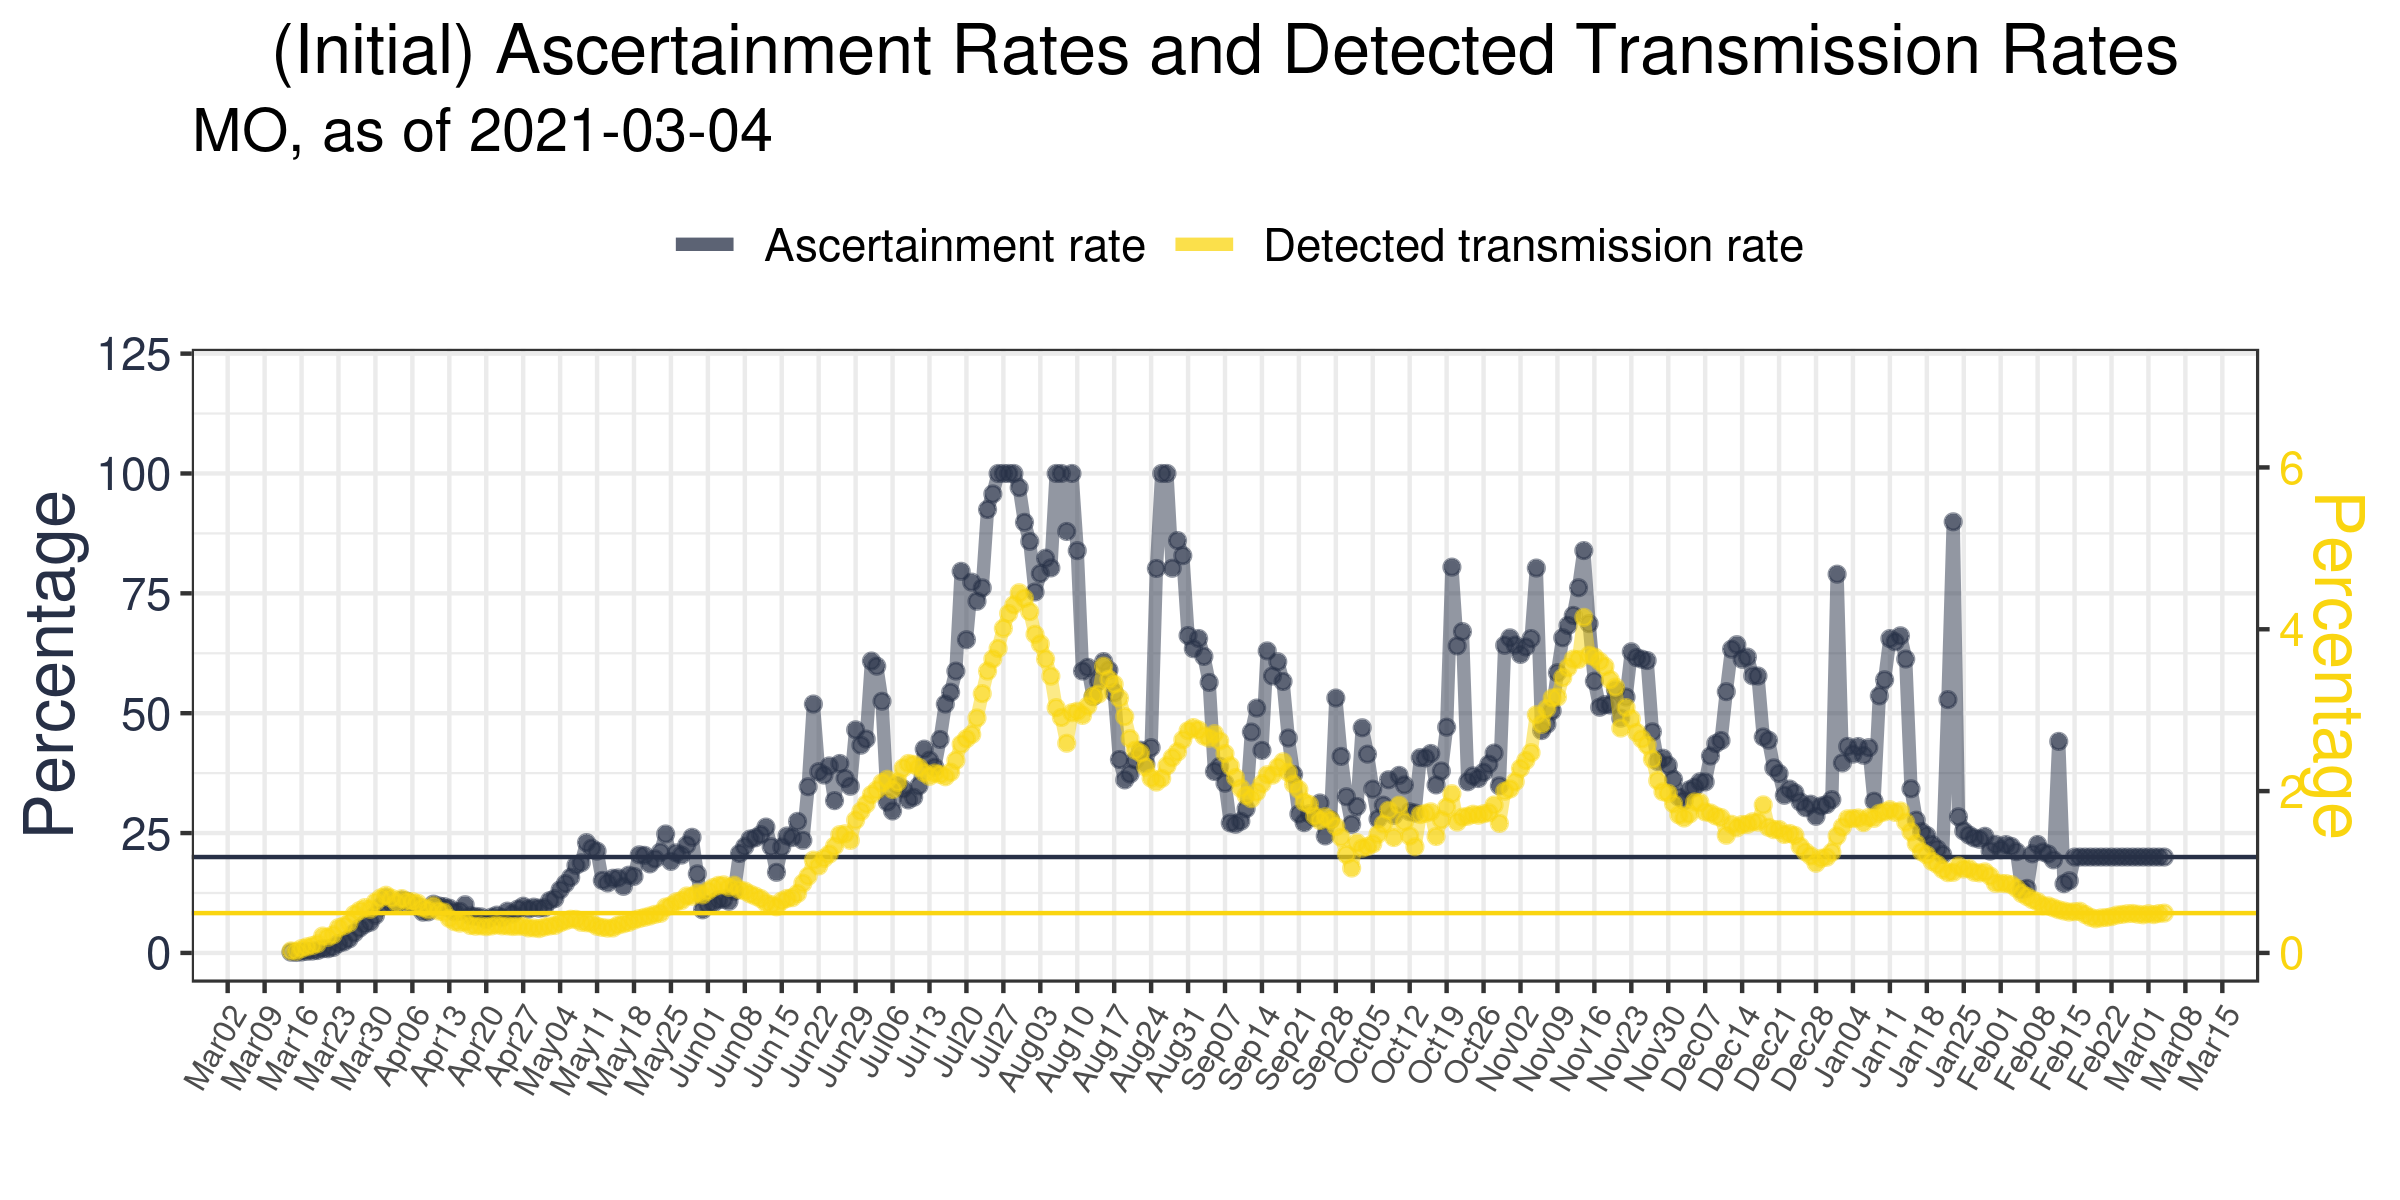 (Initial) Ascertainment Rates and Detected Transmission Rates
MO, as of 2021-03-04
Ascertainment rate
Detected transmission rate
125
100
75
50
25
0
Percentage
6
4
2
0
Percentage
Mar02
Mar09
Mar16
Mar23
Mar30
Apr06
Apr13
Apr20
Apr27
May04
May11
May18
May25
Jun01
Jun08
Jun15
Jun22
Jun29
Jul06
Jul13
Jul20
Jul27
Aug03
Aug10
Aug17
Aug24
Aug31
Sep07
Sep14
Sep21
Sep28
Oct05
Oct12
Oct19
Oct26
Nov02
Nov09
Nov16
Nov23
Nov30
Dec07
Dec14
Dec21
Dec28
Jan04
Jan11
Jan18
Jan25
Feb01
Feb08
Feb15
Feb22
Mar01
Mar08
Mar15